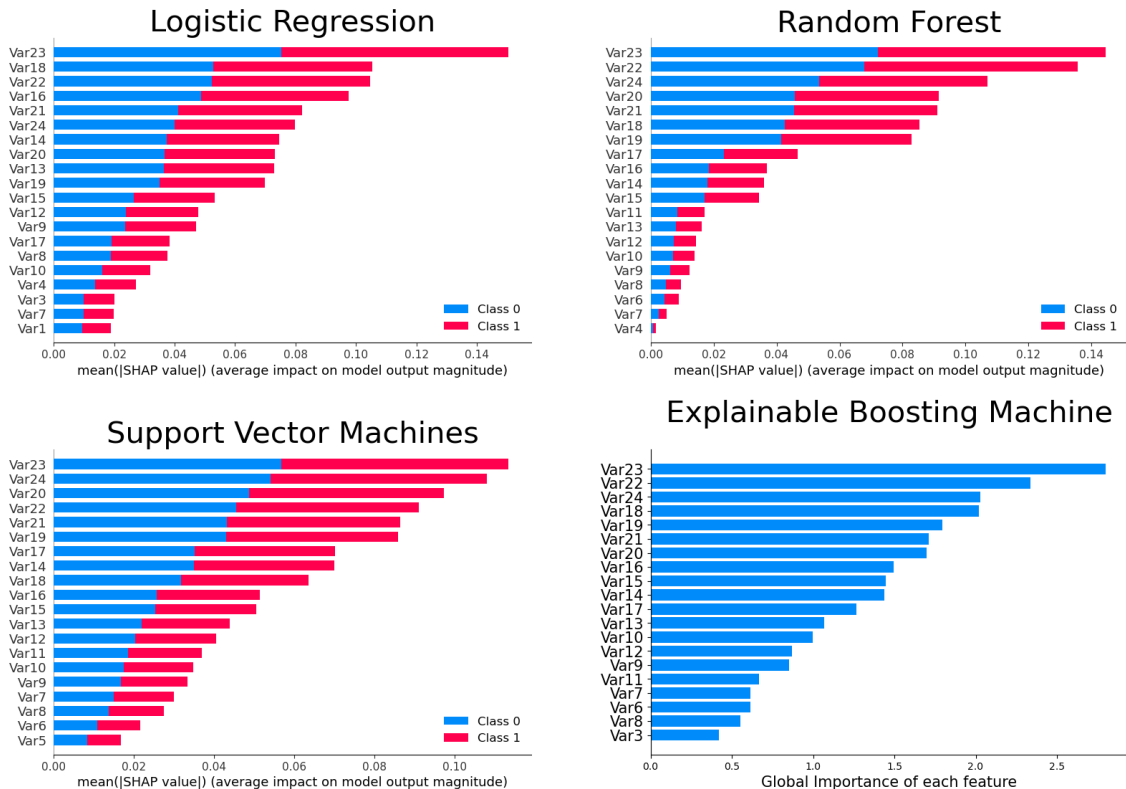 Logistic Regression
Var23
Var18
Var22
Var16
Var21
Var24
Var14
Var20
Var13
Var19
Var15
Var12
Var9
Var17
Var8
Var10
Var4
Var3
Var7
Var1
Class 0
Class 1
0.00 0.02 0.04 0.06 0.08 0.10 0.12 0.14
mean(|SHAP value|) (average impact on model output magnitude)
Random Forest
Var23
Var22
Var24
Var20
Var21
Var18
Var19
Var17
Var16
Var14
Var15
Var11
Var13
Var12
Var10
Var9
Var8
Var6
Var7
Var4
Class 0
Class 1
0.00 0.02 0.04 0.06 0.08 0.10 0.12 0.14
mean(|SHAP value|) (average impact on model output magnitude)
Support Vector Machines
Var23
Var24
Var20
Var22
Var21
Var19
Var17
Var14
Var18
Var16
Var15
Var13
Var12
Var11
Var10
Var9
Var7
Var8
Var6
Var5
Class 0
Class 1
0.00 0.02 0.04 0.06 0.08 0.10
mean(|SHAP value|) (average impact on model output magnitude)
Explainable Boosting Machine
Var23
Var22
Var24
Var18
Var19
Var21
Var20
Var16
Var15
Var14
Var17
Var13
Var10
Var12
Var9
Var11
Var7
Var6
Var8
Var3
0.0 0.5 1.0 1.5 2.0 2.5
Global Importance of each feature